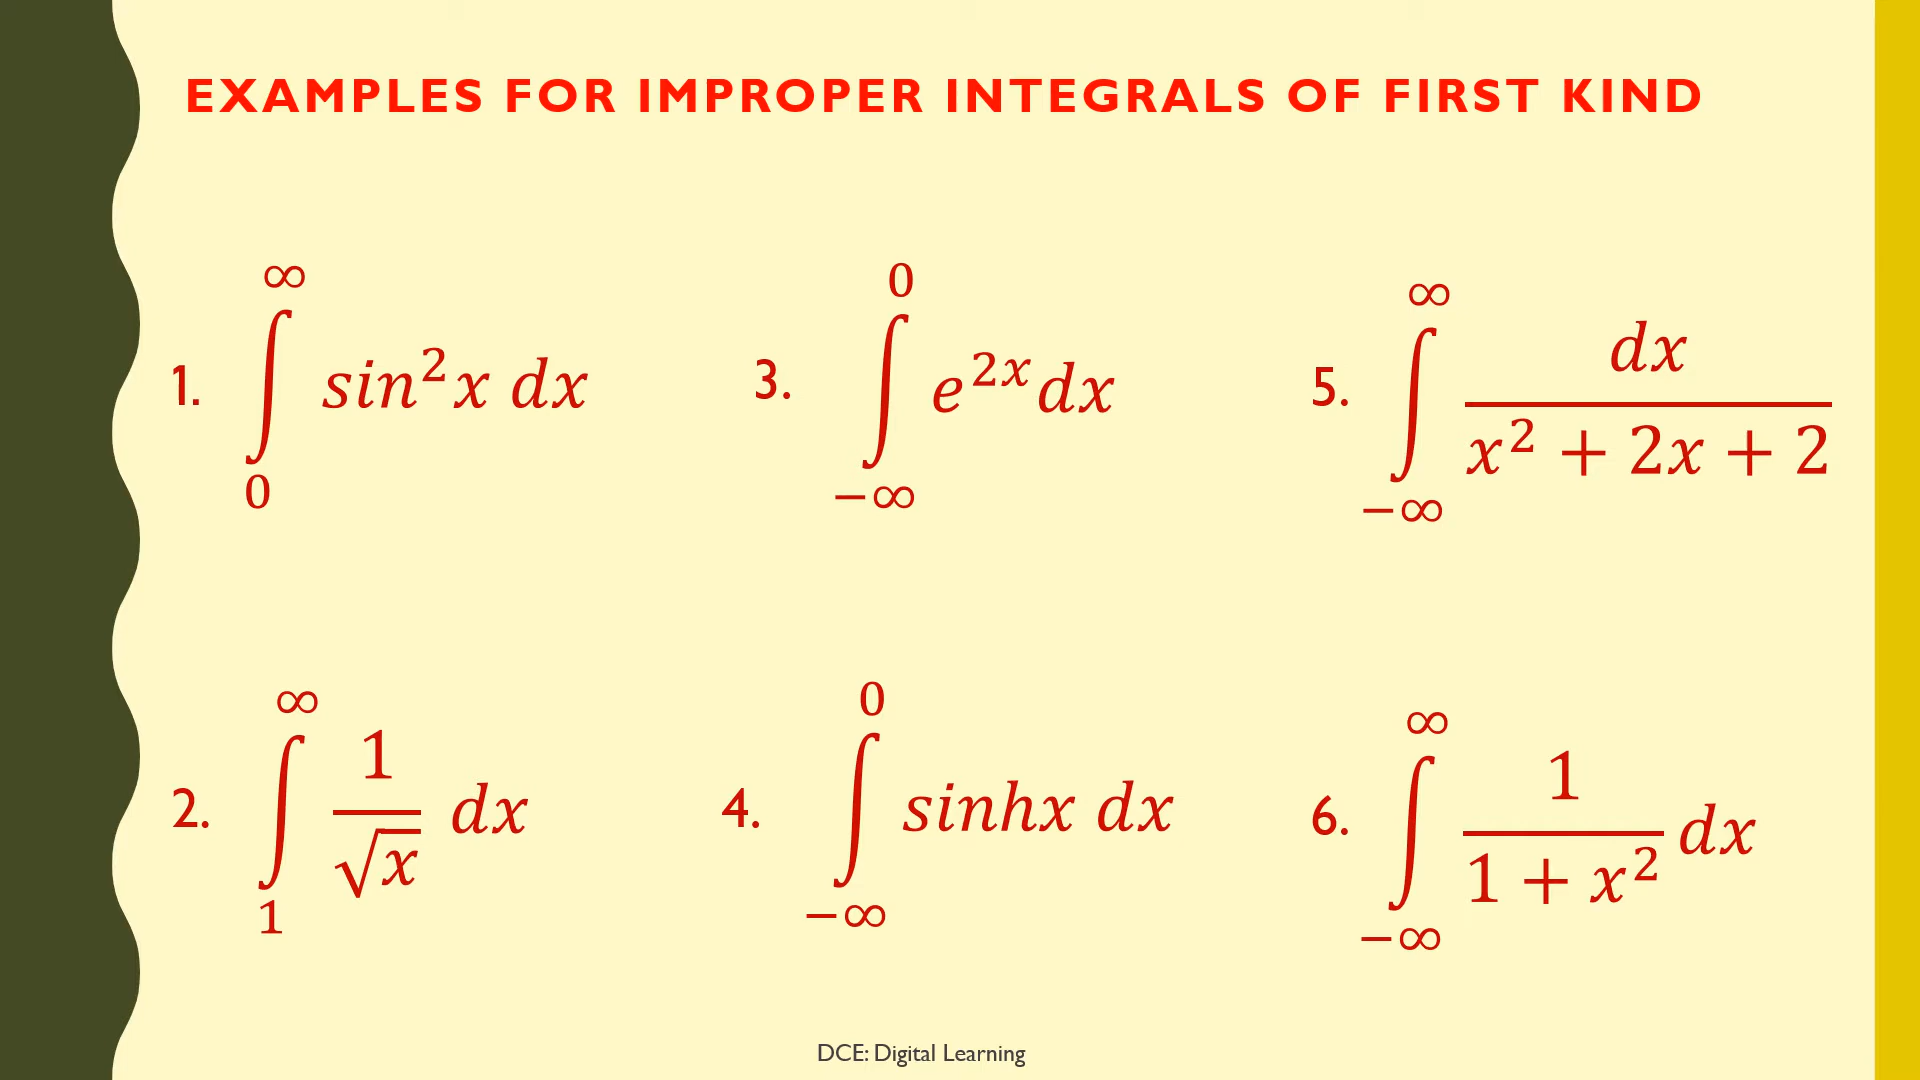 EXAMPLES FOR IMPROPER INTEGRALS OF FIRST KIND
1. ∫₀^∞ sin²x dx
2. ∫₁^∞ 1/√x dx
3. ∫₋∞^0 e^{2x} dx
4. ∫₋∞^0 sinhx dx
5. ∫₋∞^∞ dx/(x² + 2x + 2)
6. ∫₋∞^∞ 1/(1 + x²) dx
DCE: Digital Learning